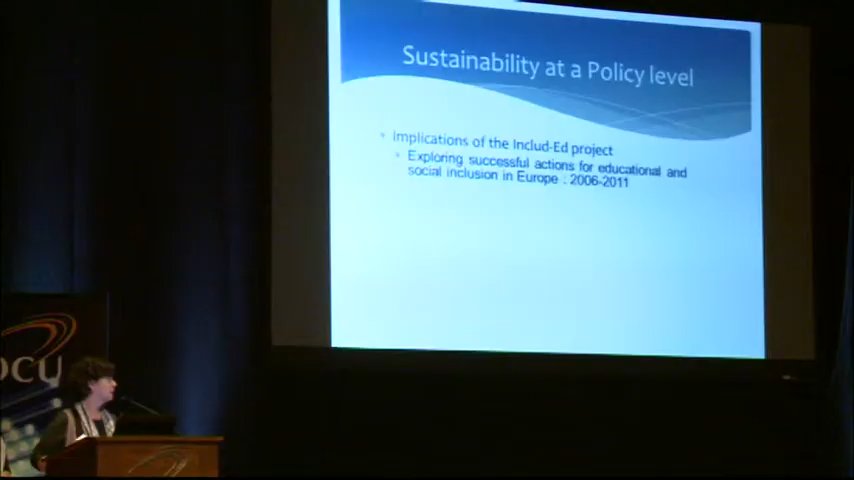 Sustainability at a Policy level
Implications of the Includ-Ed project
Exploring successful actions for educational and
social inclusion in Europe : 2006-2011
DCU